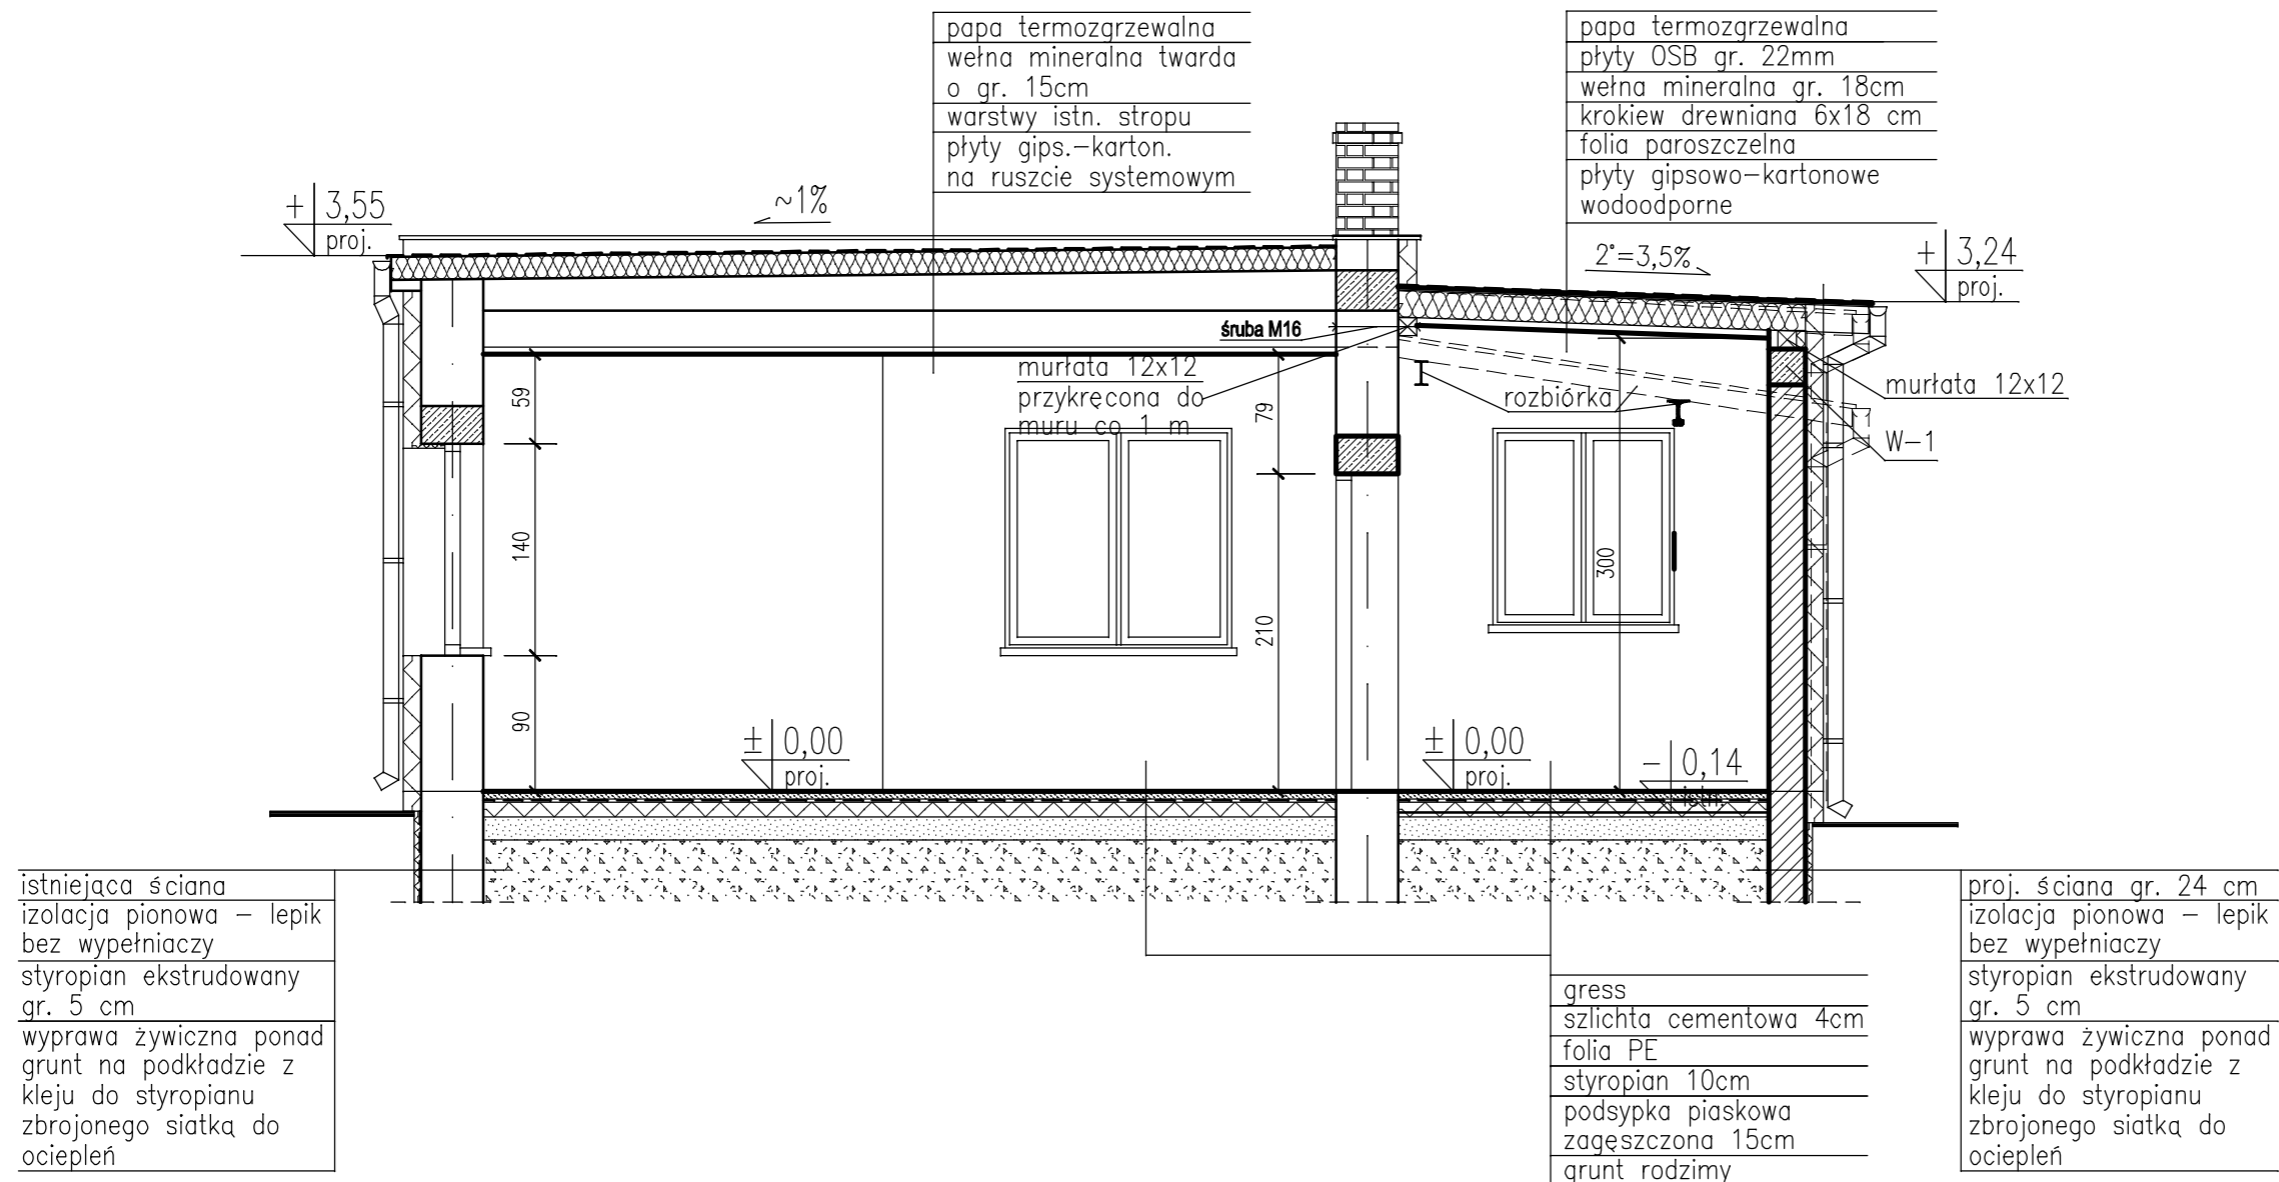 papa termozgrzewalna
wełna mineralna twarda
o gr. 15cm
warstwy istn. stropu
płyty gips.-karton.
na ruszcie systemowym
papa termozgrzewalna
płyty OSB gr. 22mm
wełna mineralna gr. 18cm
krokiew drewniana 6x18 cm
folia paroszczelna
płyty gipsowo-kartonowe
wodoodporne
+ 3,55
proj.
~1%
2°=3,5%
+ 3,24
proj.
śruba M16
murłata 12x12
przykręcona do
muru co 1 m
rozbiórka
murłata 12x12
W-1
59
140
90
79
210
300
± 0,00
proj.
± 0,00
proj.
- 0,14
istn.
istniejąca ściana
izolacja pionowa - lepik
bez wypełniaczy
styropian ekstrudowany
gr. 5 cm
wyprawa żywiczna ponad
grunt na podkładzie z
kleju do styropianu
zbrojonego siatką do
ociepleń
gress
szlichta cementowa 4cm
folia PE
styropian 10cm
podsypka piaskowa
zagęszczona 15cm
grunt rodzimy
proj. ściana gr. 24 cm
izolacja pionowa - lepik
bez wypełniaczy
styropian ekstrudowany
gr. 5 cm
wyprawa żywiczna ponad
grunt na podkładzie z
kleju do styropianu
zbrojonego siatką do
ociepleń